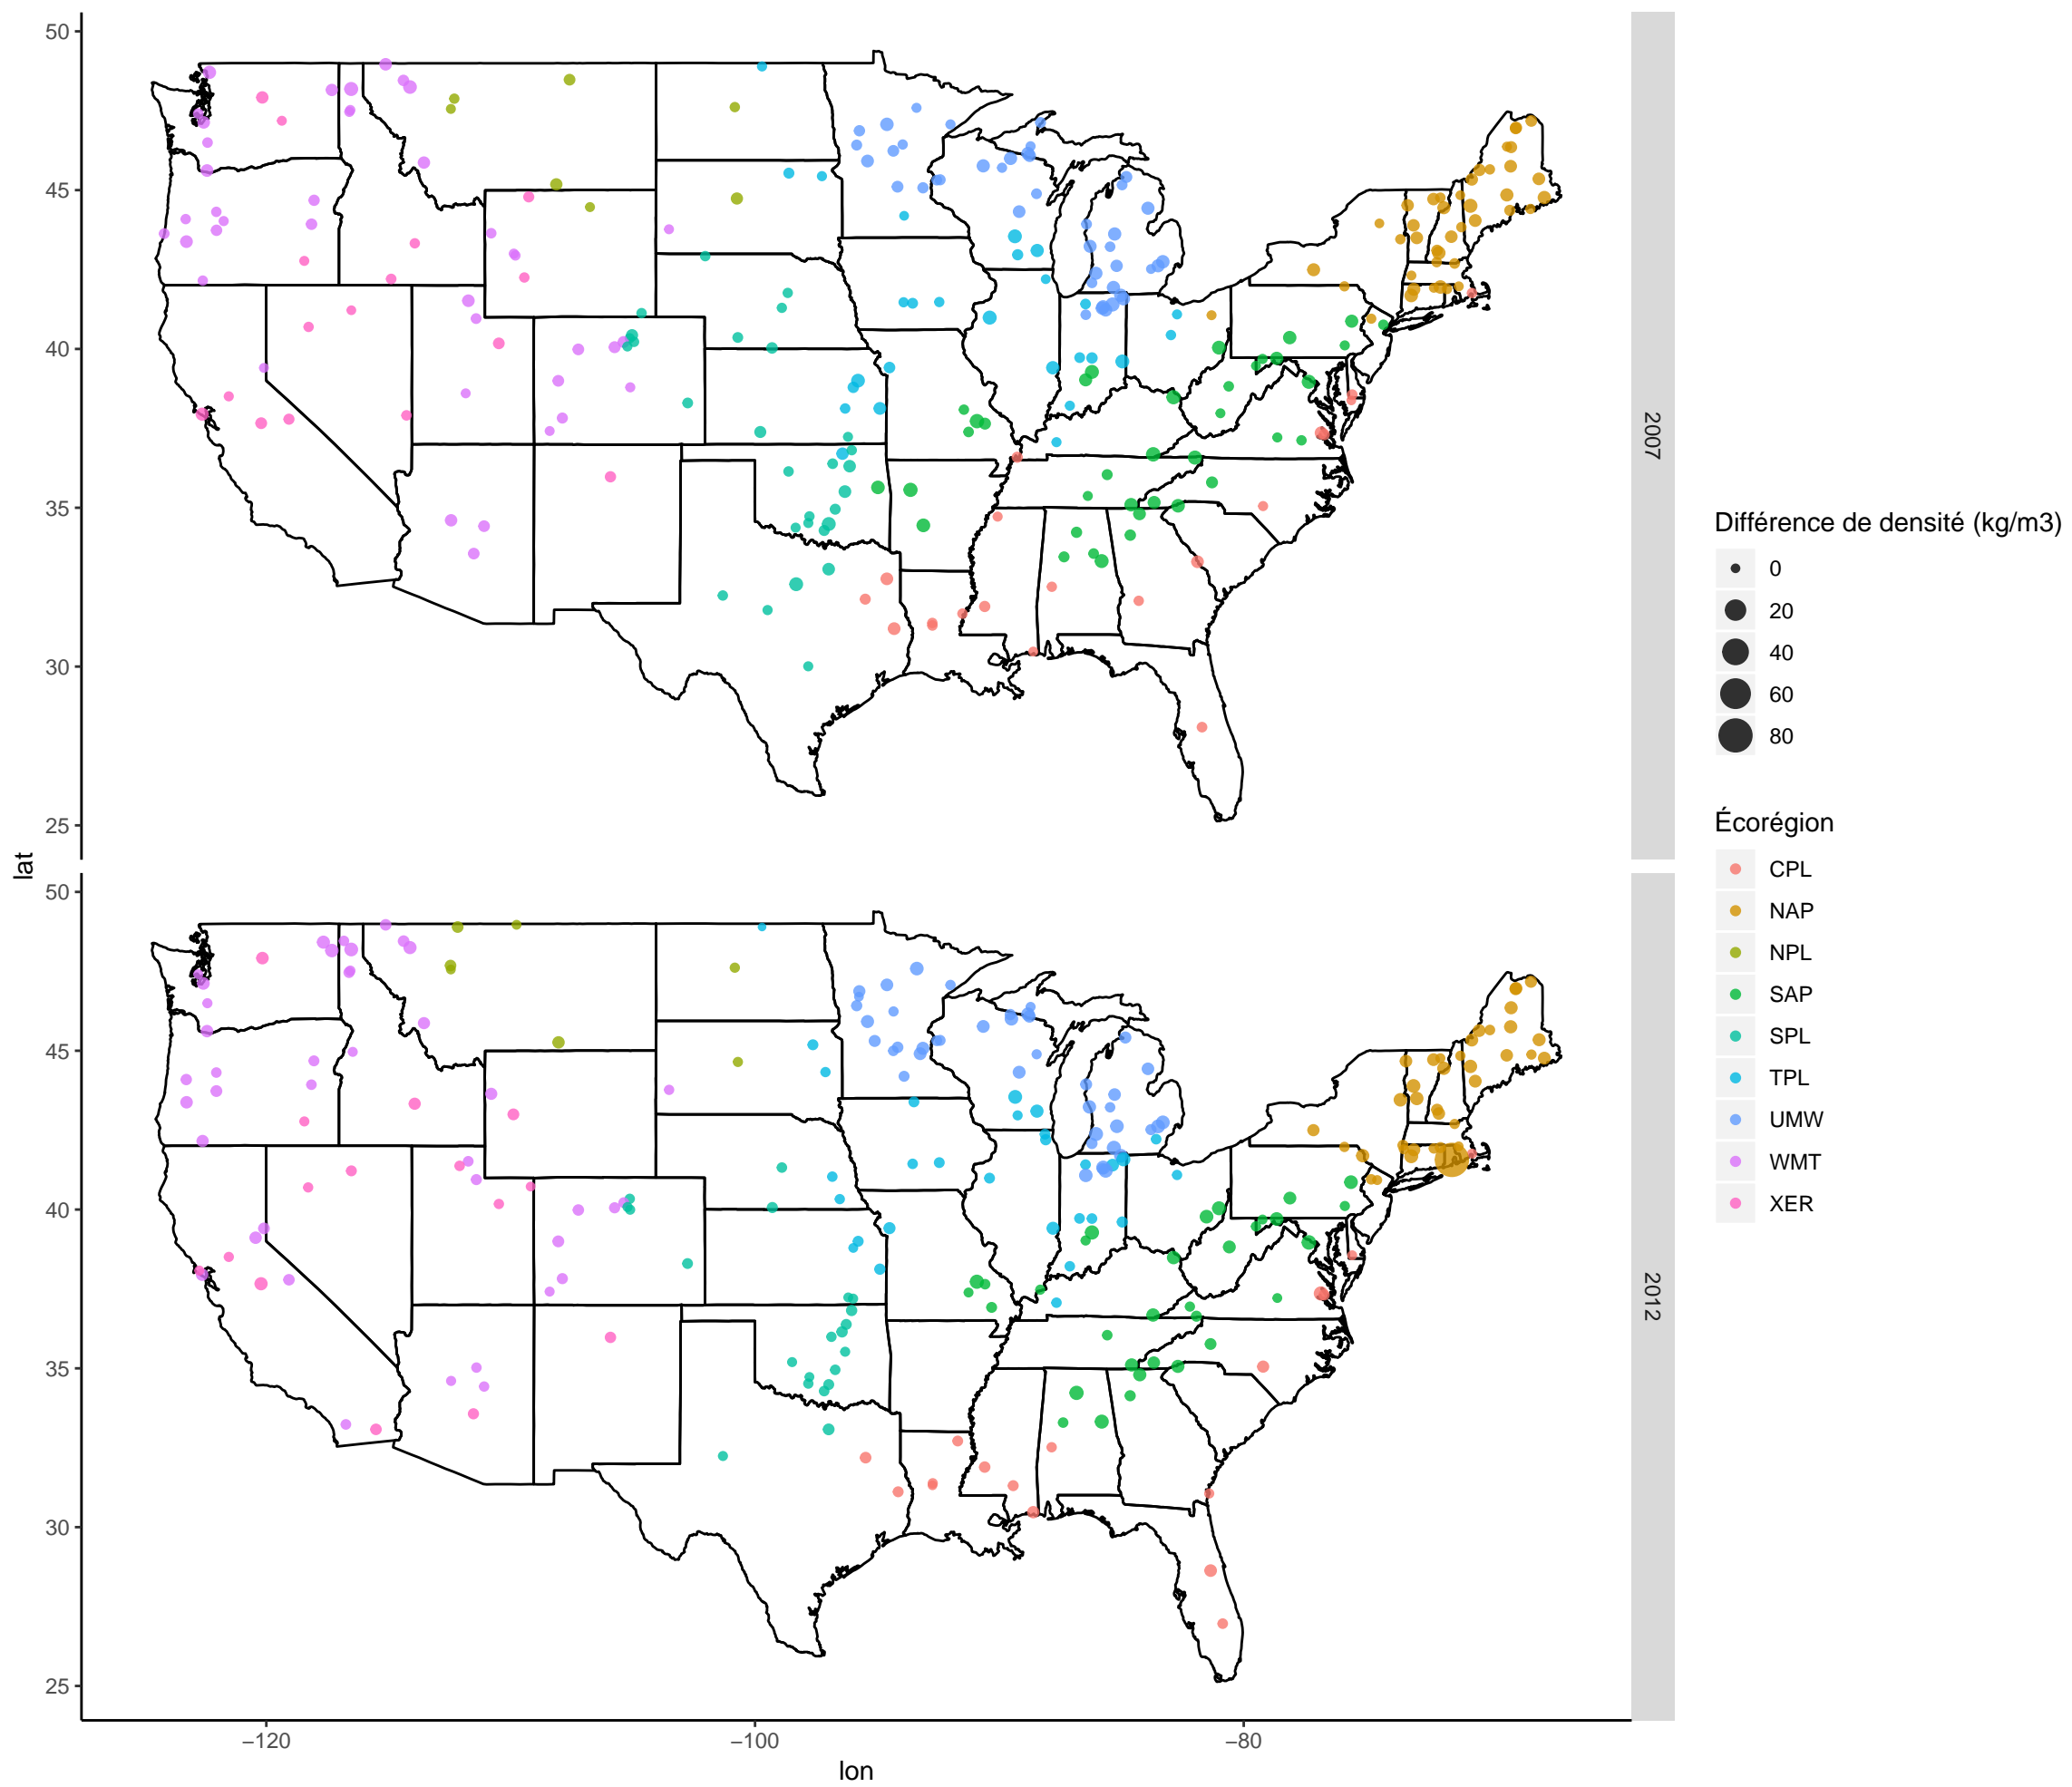 50
45
40
35
30
25
2007
lat
50
45
40
35
30
25
2012
−120
−100
−80
lon
Différence de densité (kg/m3)
0
20
40
60
80
Écorégion
CPL
NAP
NPL
SAP
SPL
TPL
UMW
WMT
XER